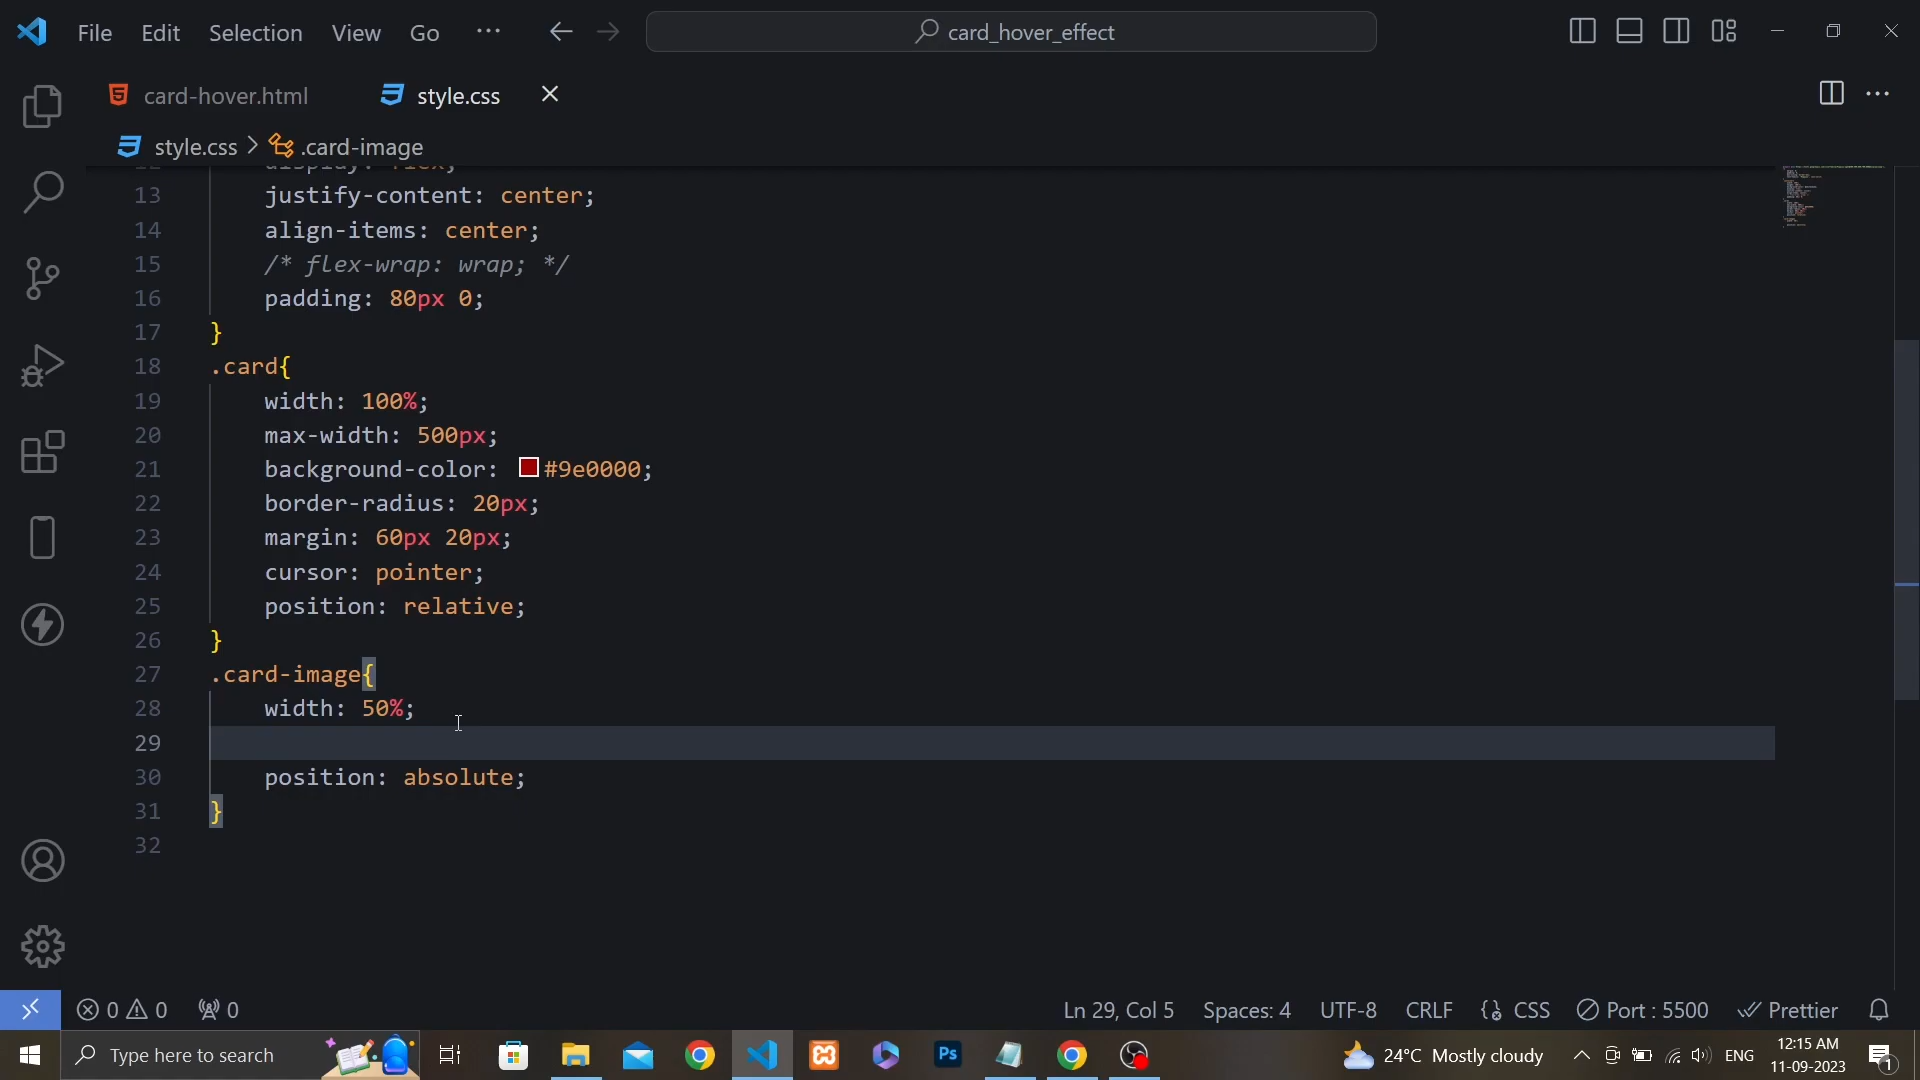 File Edit Selection View Go ··· card_hover_effect
card-hover.html style.css
style.css > .card-image
12 display: flex;
13 justify-content: center;
14 align-items: center;
15 /* flex-wrap: wrap; */
16 padding: 80px 0;
17 }
18 .card{
19 width: 100%;
20 max-width: 500px;
21 background-color: #9e0000;
22 border-radius: 20px;
23 margin: 60px 20px;
24 cursor: pointer;
25 position: relative;
26 }
27 .card-image{
28 width: 50%;
29
30 position: absolute;
31 }
32
0 0 0 Ln 29, Col 5 Spaces: 4 UTF-8 CRLF {} CSS Port : 5500 Prettier
Type here to search Ps 24°C Mostly cloudy ENG 12:15 AM
11-09-2023 1